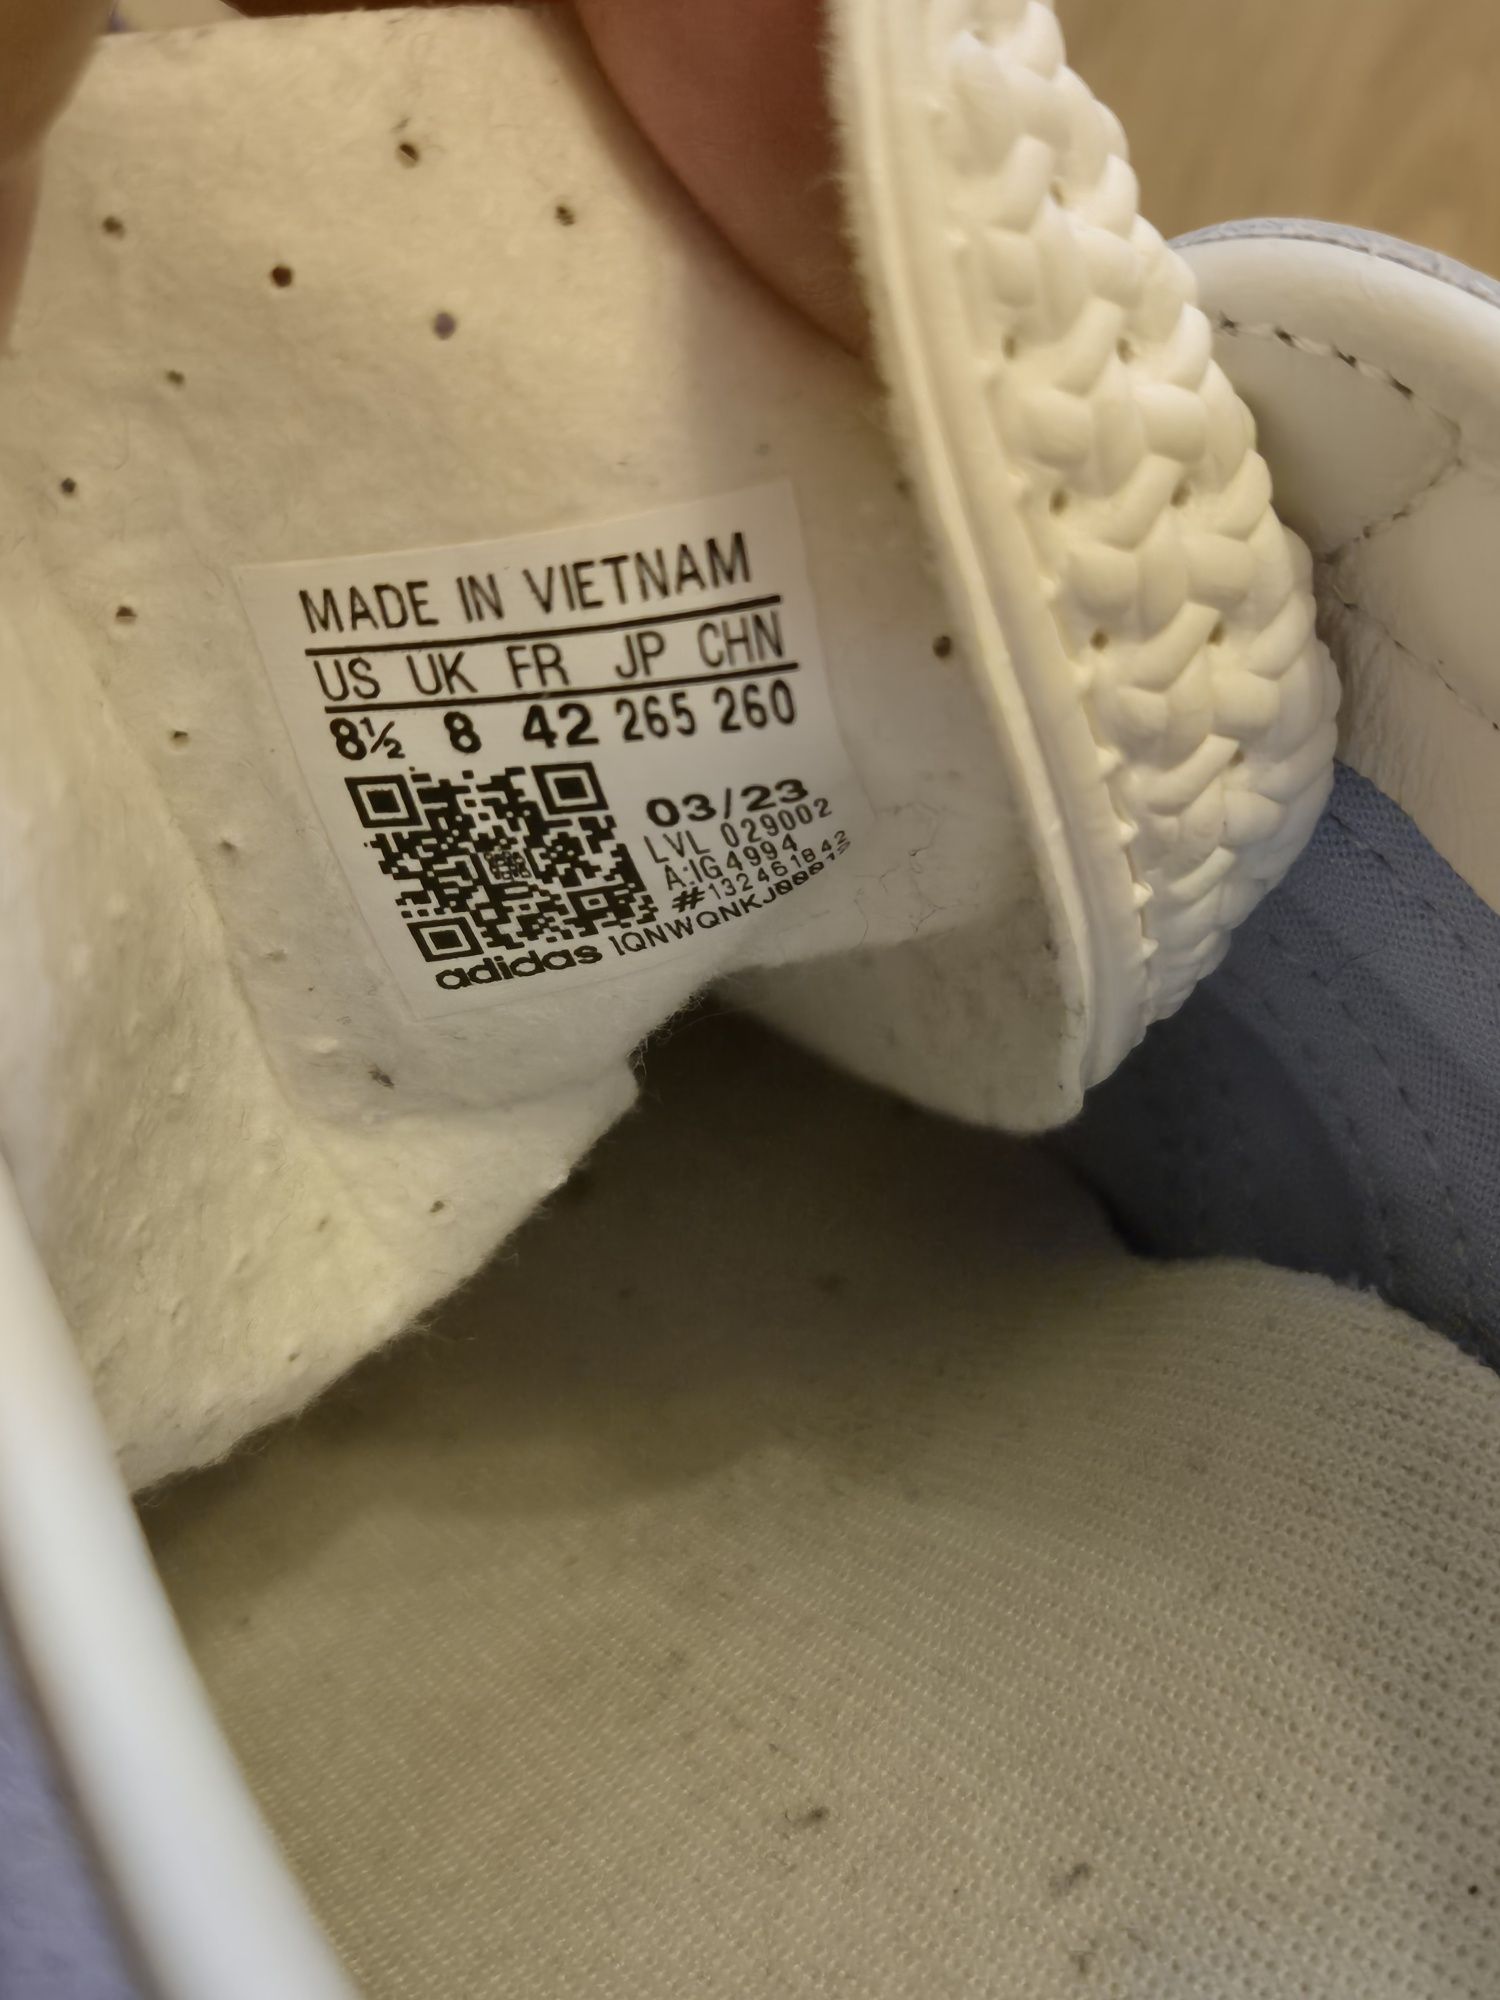 MADE IN VIETNAM
US UK FR JP CHN
8½ 8 42 265 260
03/23
LVL 029002
A:IG4994
#132461842
adidas